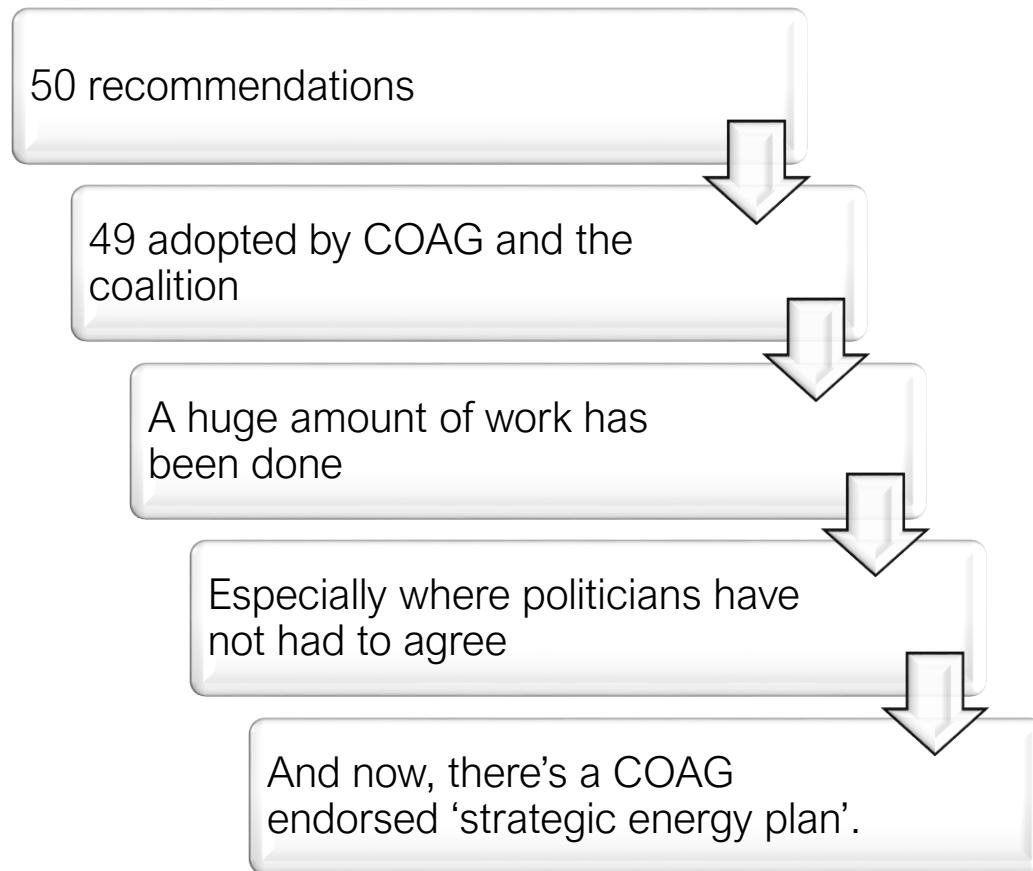 50 recommendations
49 adopted by COAG and the
coalition
A huge amount of work has
been done
Especially where politicians have
not had to agree
And now, there’s a COAG
endorsed ‘strategic energy plan’.